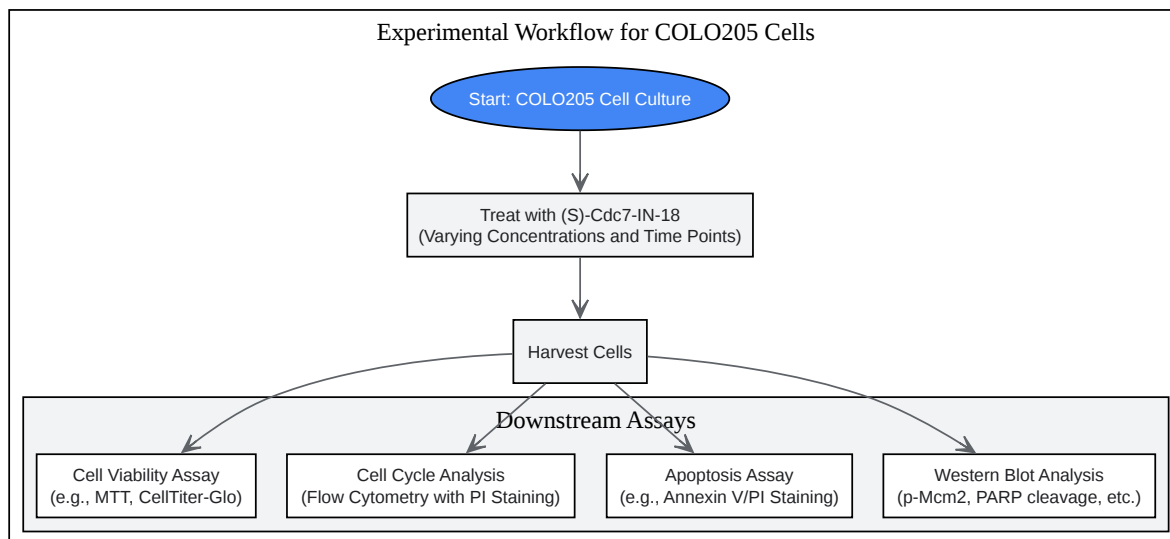 Experimental Workflow for COLO205 Cells
Start: COLO205 Cell Culture
Treat with (S)-Cdc7-IN-18
(Varying Concentrations and Time Points)
Harvest Cells
Downstream Assays
Cell Viability Assay
(e.g., MTT, CellTiter-Glo)
Cell Cycle Analysis
(Flow Cytometry with PI Staining)
Apoptosis Assay
(e.g., Annexin V/PI Staining)
Western Blot Analysis
(p-Mcm2, PARP cleavage, etc.)